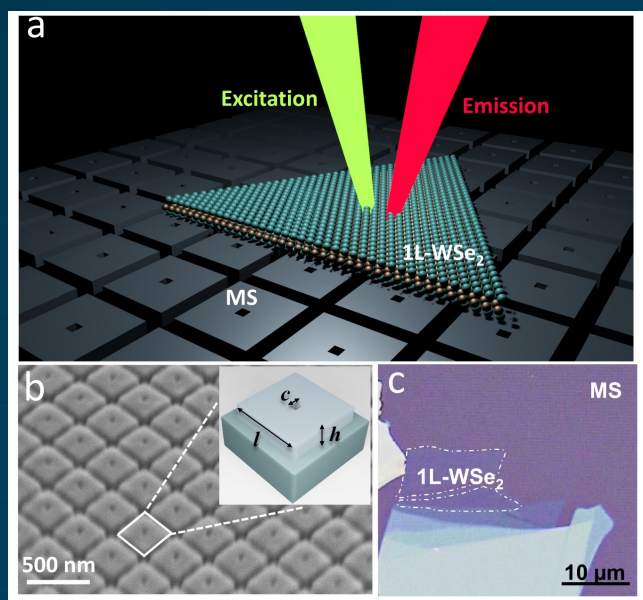 a
Excitation
Emission
1L-WSe₂
MS
b
c
l
h
500 nm
c
MS
1L-WSe₂
10 µm